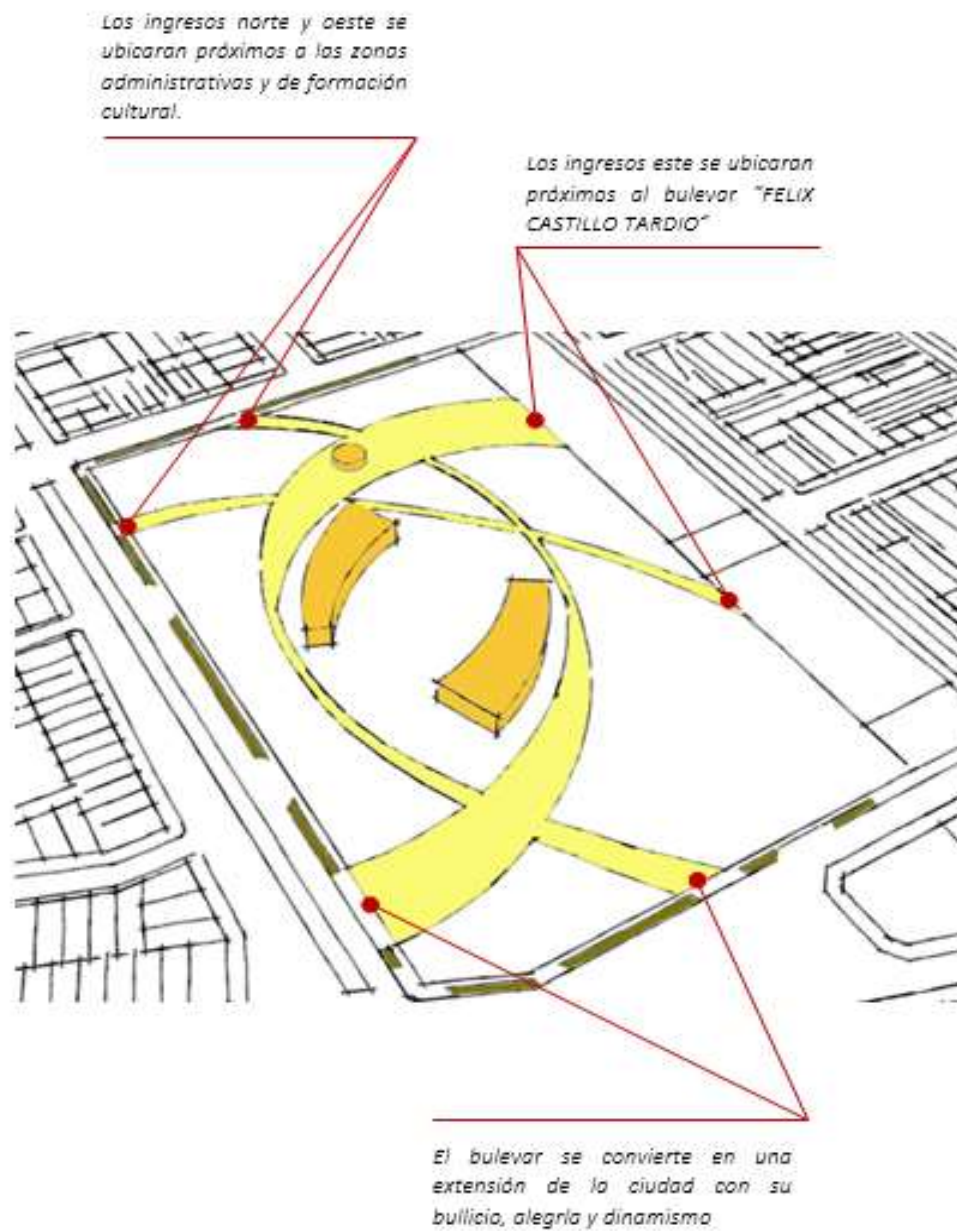 Los ingresos norte y oeste se
ubicaran próximos a las zonas
administrativas y de formación
cultural.
Los ingresos este se ubicaran
próximos al bulevar "FELIX
CASTILLO TARDIO"
El bulevar se convierte en una
extensión de la ciudad con su
bullicio, alegría y dinamismo